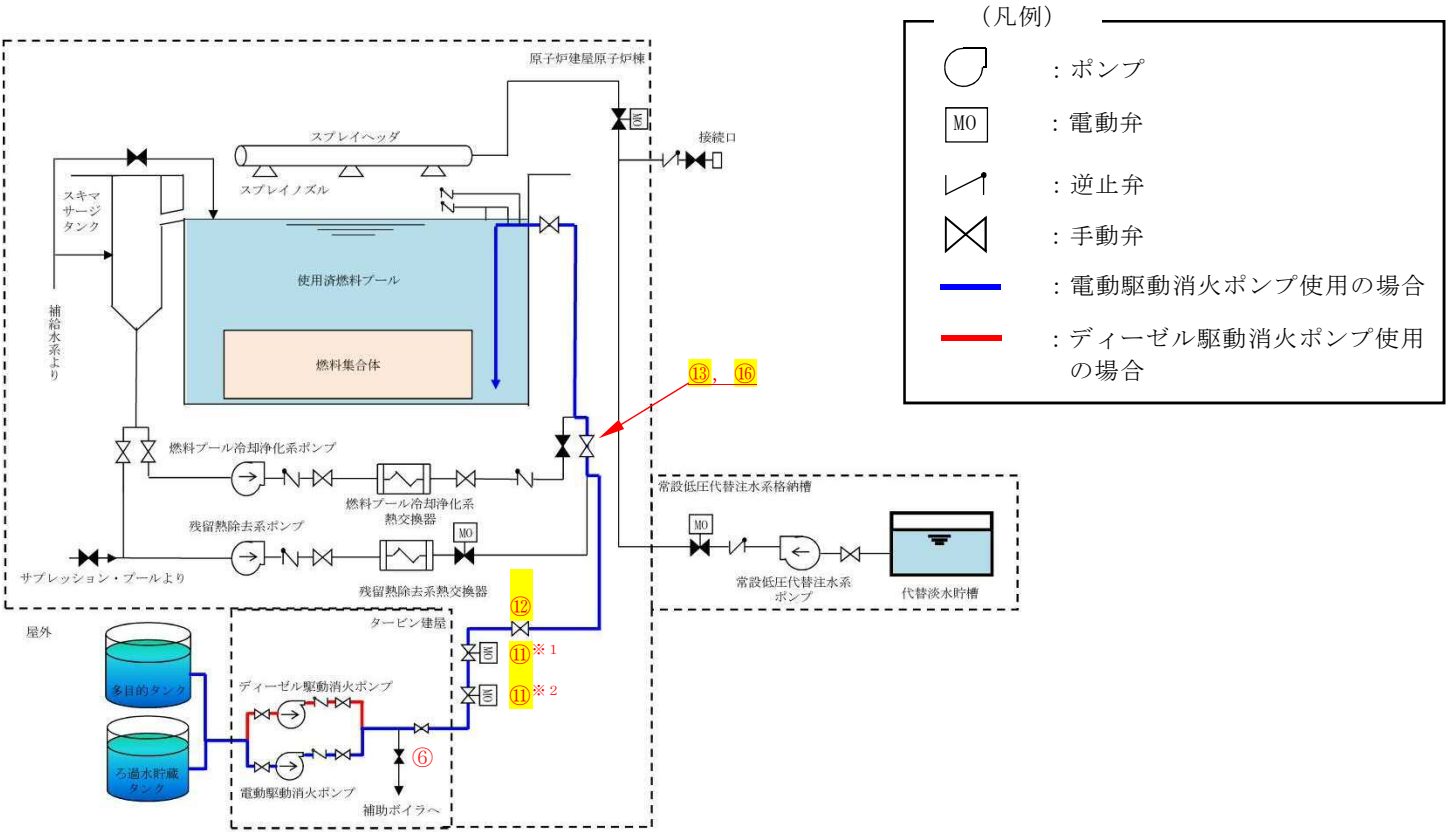 (凡例)
:ポンプ
MO
:電動弁
:逆止弁
:手動弁
:電動駆動消火ポンプ使用の場合
:ディーゼル駆動消火ポンプ使用
の場合
原子炉建屋原子炉棟
MO
接続口
スプレイヘッダ
スプレイノズル
スキマ
サージ
タンク
使用済燃料プール
補給水系より
燃料集合体
⑬, ⑯
燃料プール冷却浄化系ポンプ
燃料プール冷却浄化系
熱交換器
残留熱除去系ポンプ
MO
サプレッション・プールより
残留熱除去系熱交換器
常設低圧代替注水系格納槽
MO
常設低圧代替注水系
ポンプ
代替淡水貯槽
屋外
タービン建屋
⑫
MO
⑪※1
MO
⑪※2
多目的タンク
ディーゼル駆動消火ポンプ
ろ過水貯蔵
タンク
電動駆動消火ポンプ
⑥
補助ボイラへ